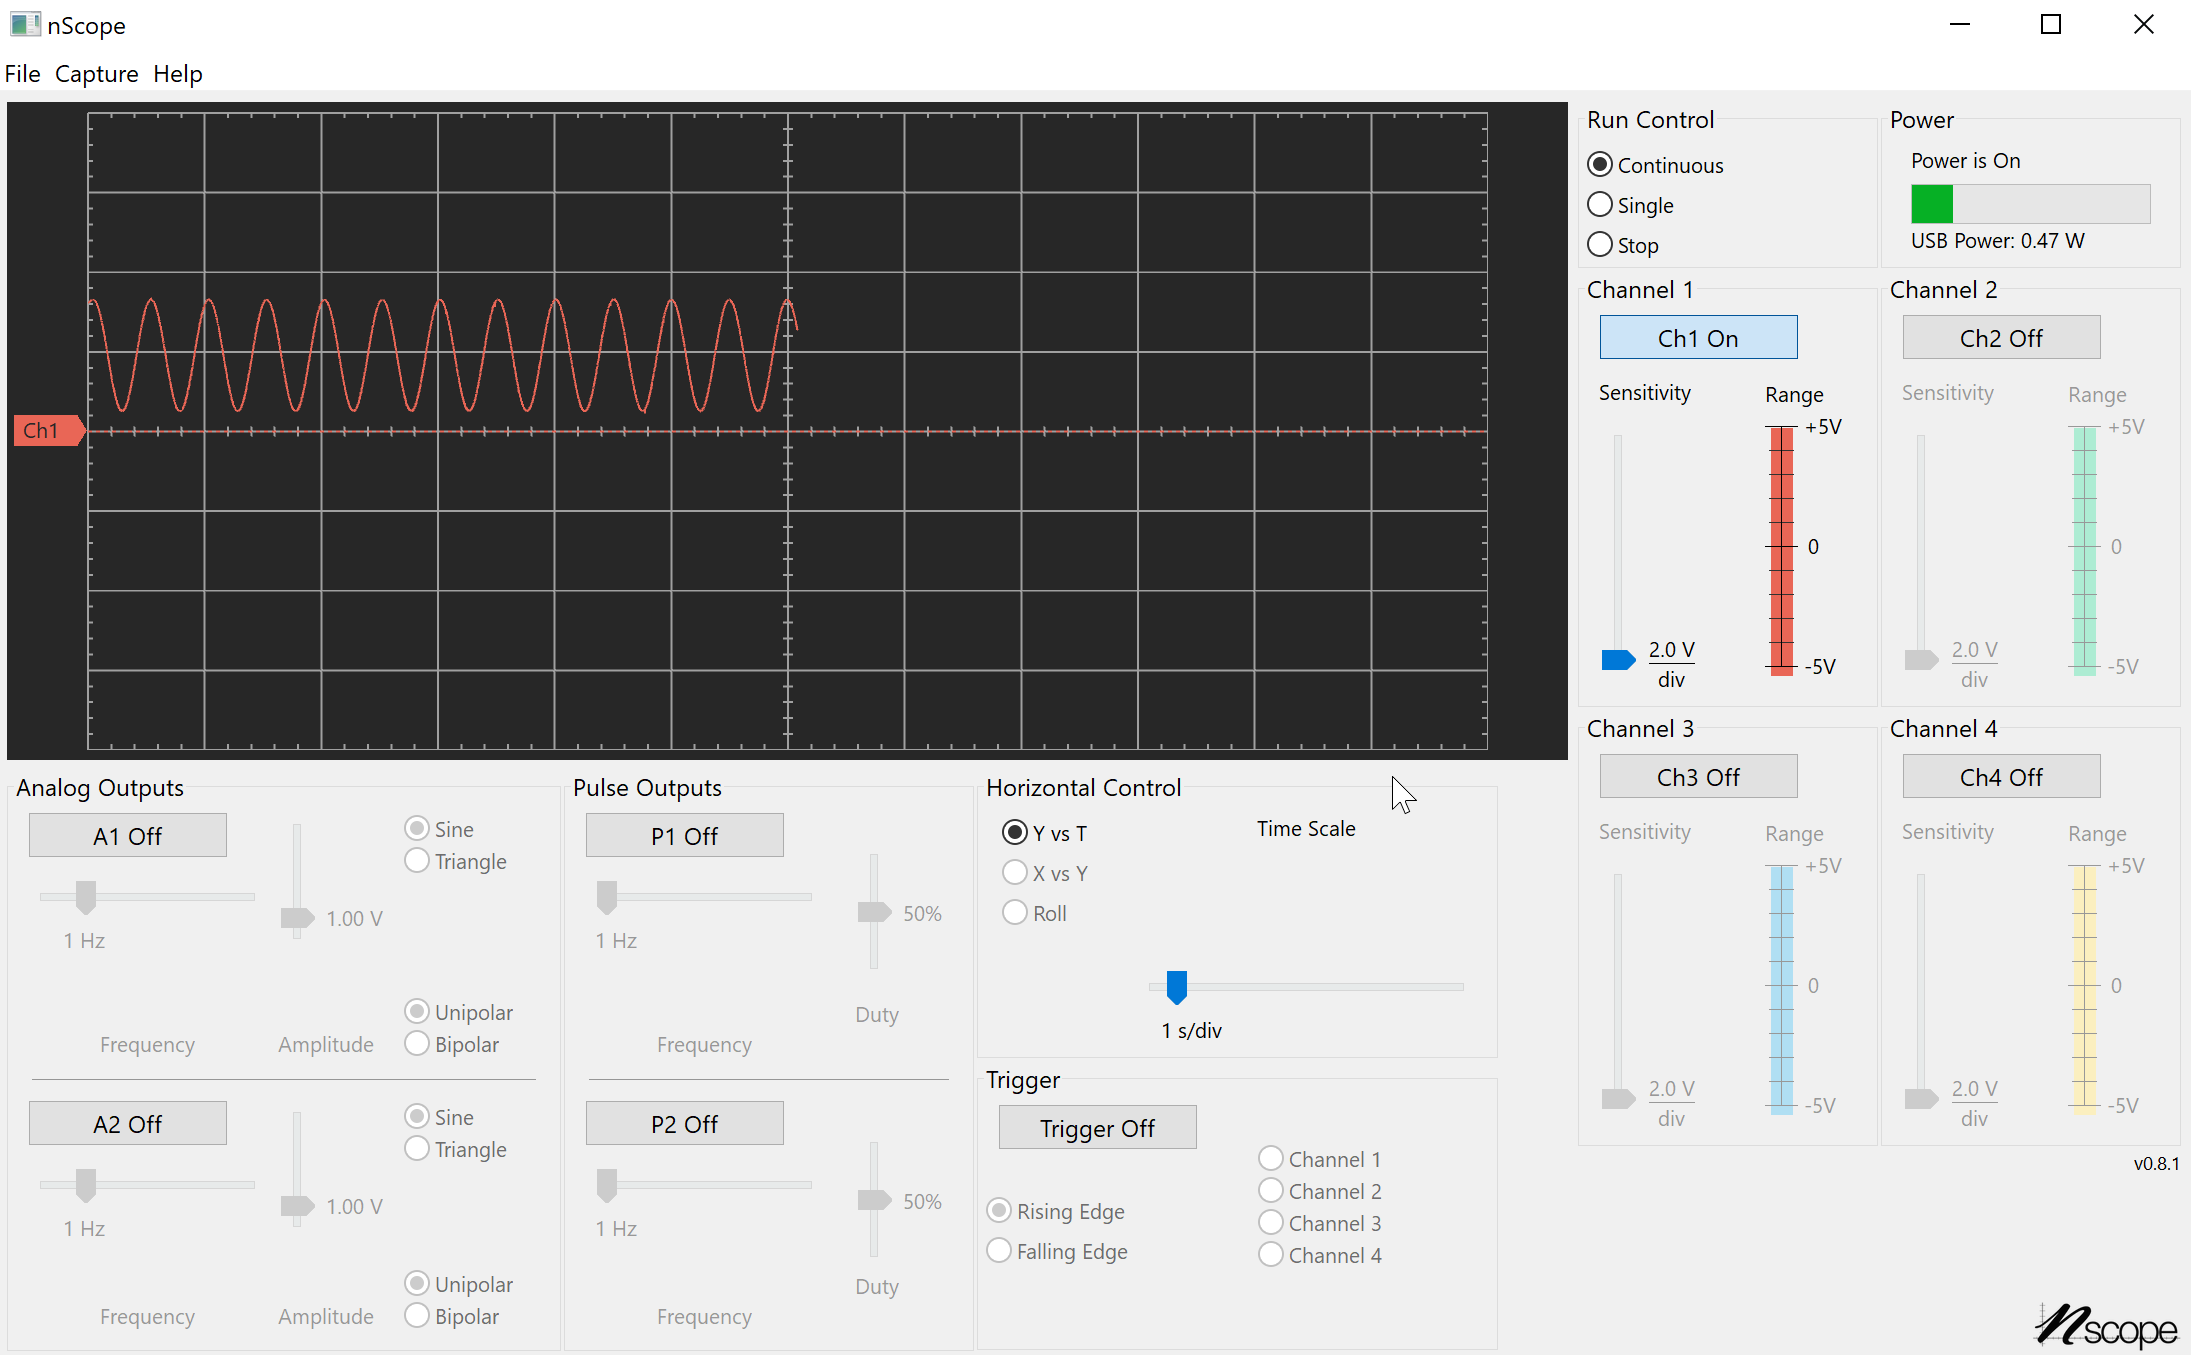 nScope
File Capture Help
Ch1
Run Control
Continuous
Single
Stop
Power
Power is On
USB Power: 0.47 W
Channel 1
Ch1 On
Sensitivity
Range
+5V
0
-5V
2.0 V
div
Channel 2
Ch2 Off
Sensitivity
Range
+5V
0
-5V
2.0 V
div
Channel 3
Ch3 Off
Sensitivity
Range
+5V
0
-5V
2.0 V
div
Channel 4
Ch4 Off
Sensitivity
Range
+5V
0
-5V
2.0 V
div
Analog Outputs
A1 Off
Sine
Triangle
1.00 V
1 Hz
Unipolar
Bipolar
Frequency
Amplitude
A2 Off
Sine
Triangle
1.00 V
1 Hz
Unipolar
Bipolar
Frequency
Amplitude
Pulse Outputs
P1 Off
50%
1 Hz
Duty
Frequency
P2 Off
50%
1 Hz
Duty
Frequency
Horizontal Control
Y vs T
X vs Y
Roll
Time Scale
1 s/div
Trigger
Trigger Off
Rising Edge
Falling Edge
Channel 1
Channel 2
Channel 3
Channel 4
v0.8.1
nscope